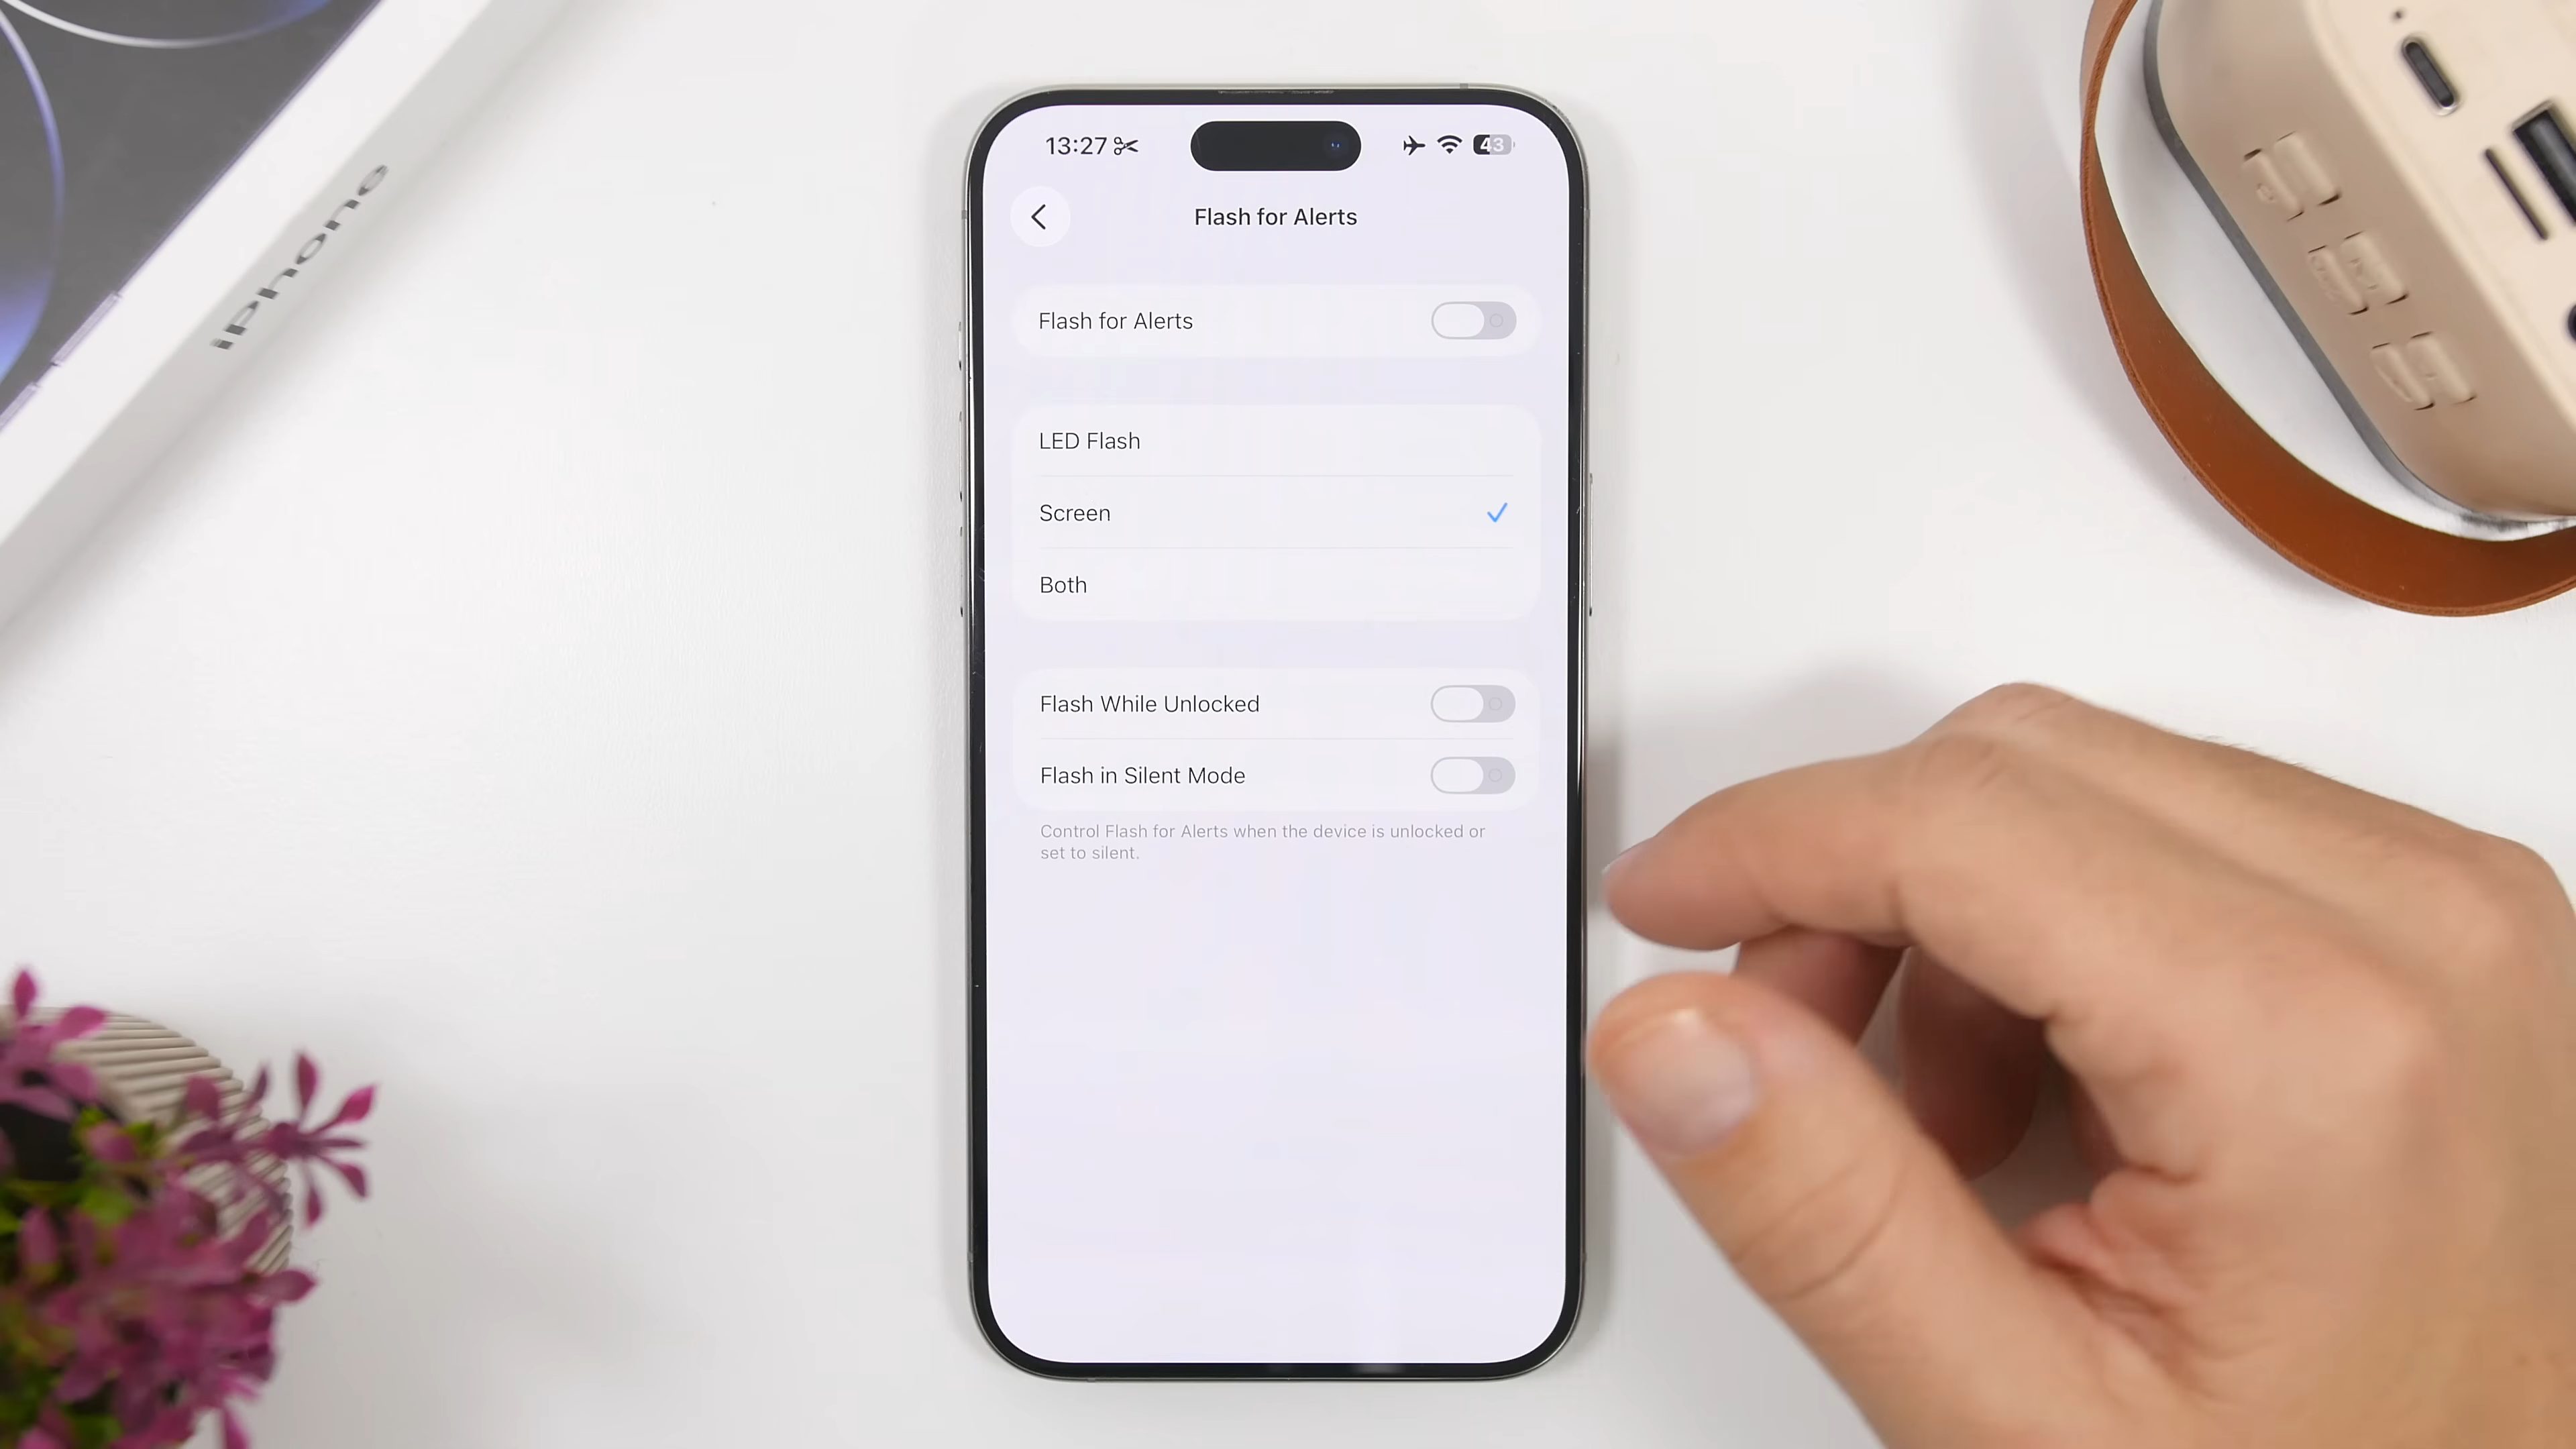 13:27
43
Flash for Alerts
Flash for Alerts
LED Flash
Screen
Both
Flash While Unlocked
Flash in Silent Mode
Control Flash for Alerts when the device is unlocked or
set to silent.